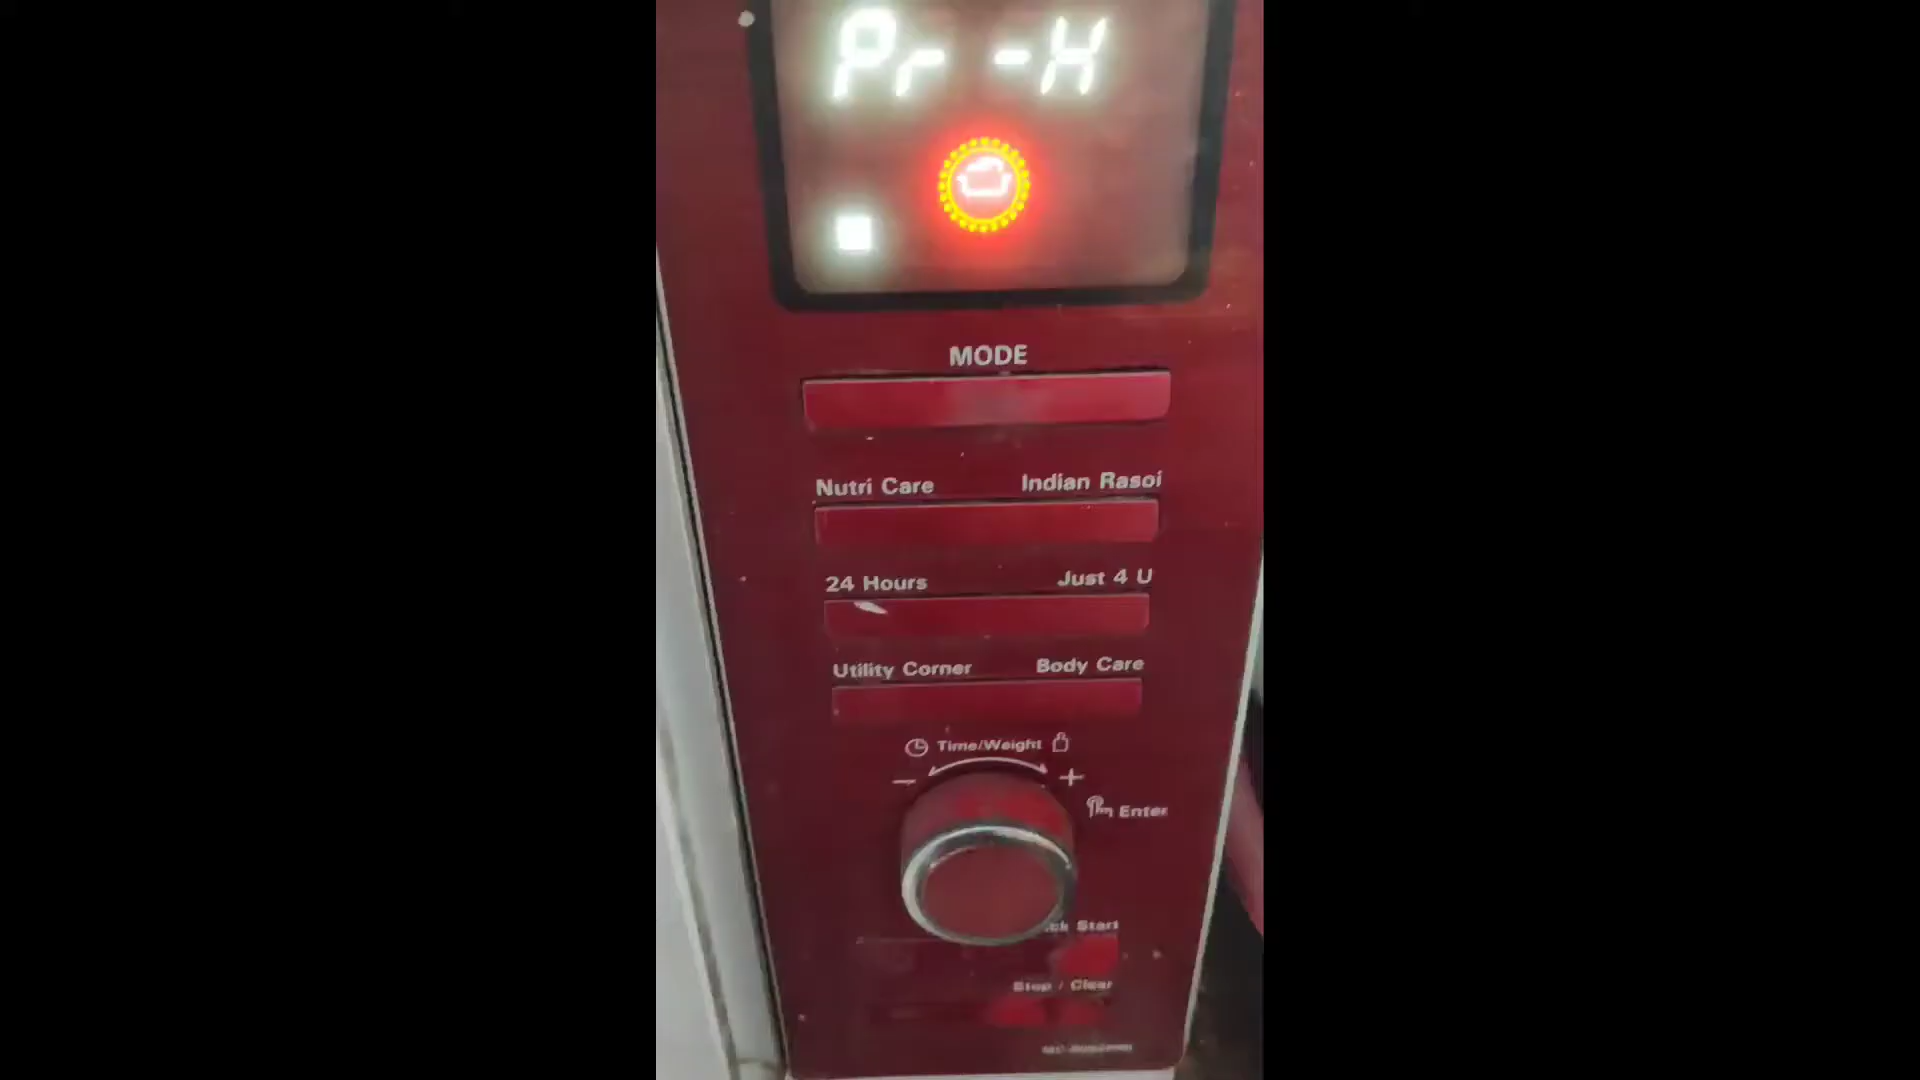 Pr -H
MODE
Nutri Care Indian Rasoi
24 Hours Just 4 U
Utility Corner Body Care
Time/Weight
− +
Enter
Start
Stop / Clear